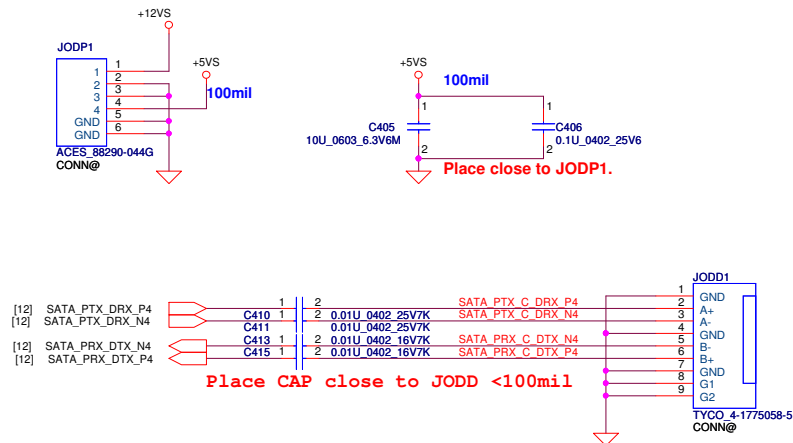 +12VS
JODP1
+5VS
100mil
1 1
2 2
3 3
4 4
5 GND
6 GND
ACES_88290-044G
CONN@
+5VS
100mil
1 1
C405 C406
10U_0603_6.3V6M 0.1U_0402_25V6
2 2
Place close to JODP1.
JODD1
1 GND
[12] SATA_PTX_DRX_P4 1 2 SATA_PTX_C_DRX_P4 2 A+
C410 0.01U_0402_25V7K
[12] SATA_PTX_DRX_N4 1 2 SATA_PTX_C_DRX_N4 3 A-
C411 0.01U_0402_25V7K
4 GND
[12] SATA_PRX_DTX_N4 C413 1 2 0.01U_0402_16V7K SATA_PRX_C_DTX_N4 5 B-
[12] SATA_PRX_DTX_P4 C415 1 2 0.01U_0402_16V7K SATA_PRX_C_DTX_P4 6 B+
7 GND
8 G1
9 G2
Place CAP close to JODD <100mil
TYCO_4-1775058-5
CONN@